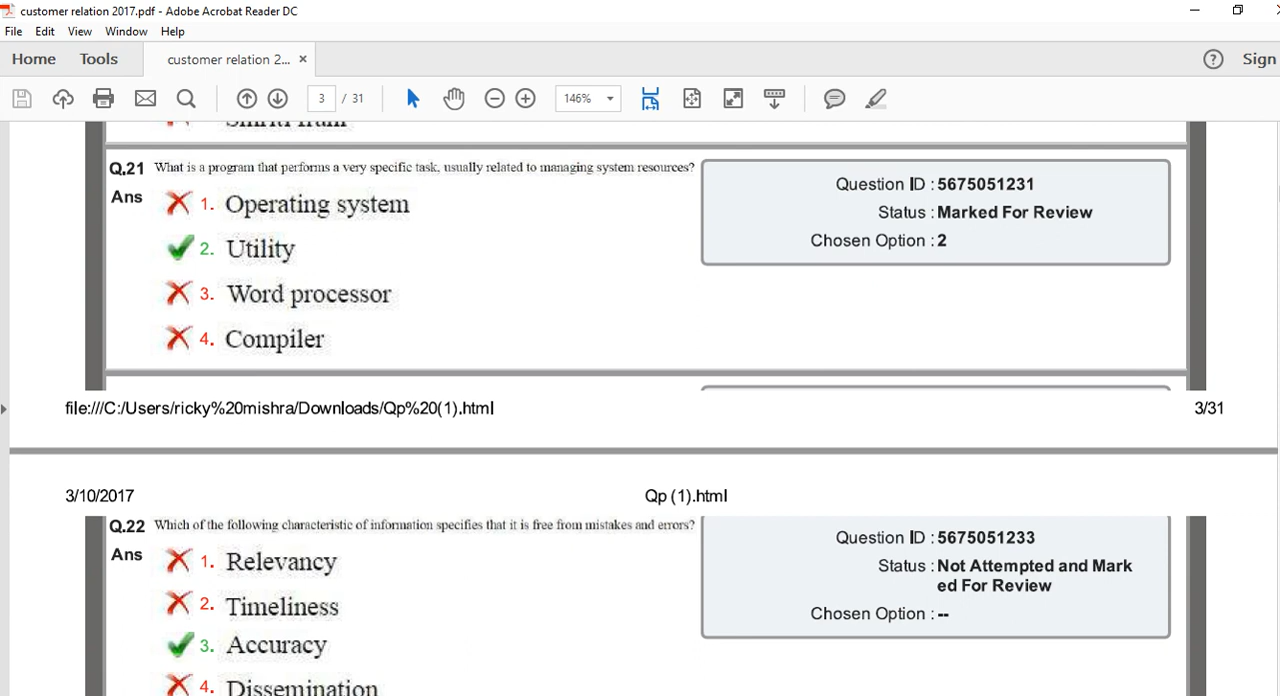 customer relation 2017.pdf - Adobe Acrobat Reader DC
File Edit View Window Help
Home Tools customer relation 2... × ? Sign
3 / 31 146%
Q.21 What is a program that performs a very specific task, usually related to managing system resources?
Ans 1. Operating system
2. Utility
3. Word processor
4. Compiler
Question ID : 5675051231
Status : Marked For Review
Chosen Option : 2
file:///C:/Users/ricky%20mishra/Downloads/Qp%20(1).html 3/31
3/10/2017 Qp (1).html
Q.22 Which of the following characteristic of information specifies that it is free from mistakes and errors?
Ans 1. Relevancy
2. Timeliness
3. Accuracy
4. Dissemination
Question ID : 5675051233
Status : Not Attempted and Mark
ed For Review
Chosen Option : --